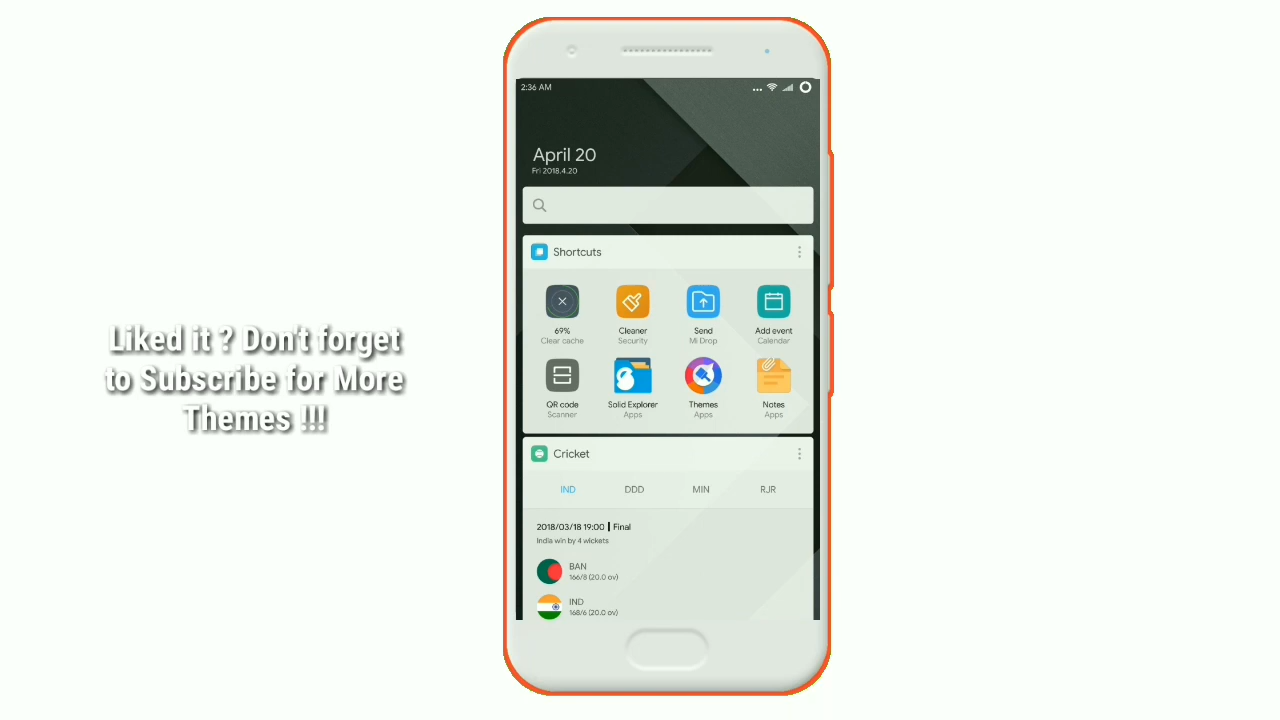 2:36 AM
April 20
Fri 2018.4.20
Shortcuts
69%
Clear cache
Cleaner
Security
Send
Mi Drop
Add event
Calendar
QR code
Scanner
Solid Explorer
Apps
Themes
Apps
Notes
Apps
Cricket
IND DDD MIN RJR
2018/03/18 19:00 | Final
India win by 4 wickets
BAN
166/8 (20.0 ov)
IND
168/6 (20.0 ov)
Liked it ? Don't forget
to Subscribe for More
Themes !!!